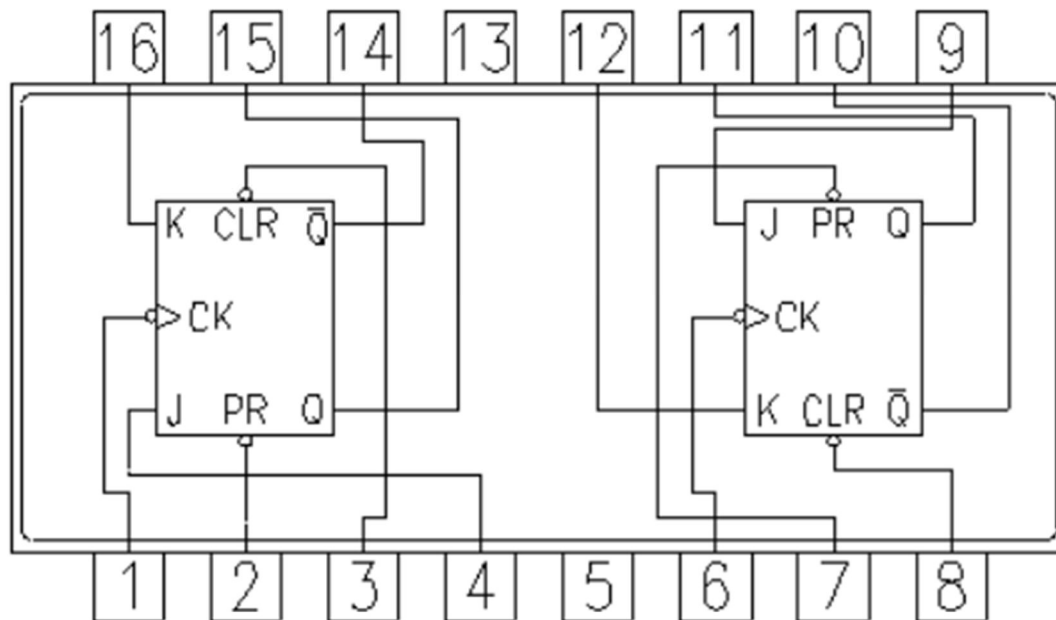 16 15 14 13 12 11 10 9
K CLR Q̅ J PR Q
CK CK
J PR Q K CLR Q̅
1 2 3 4 5 6 7 8